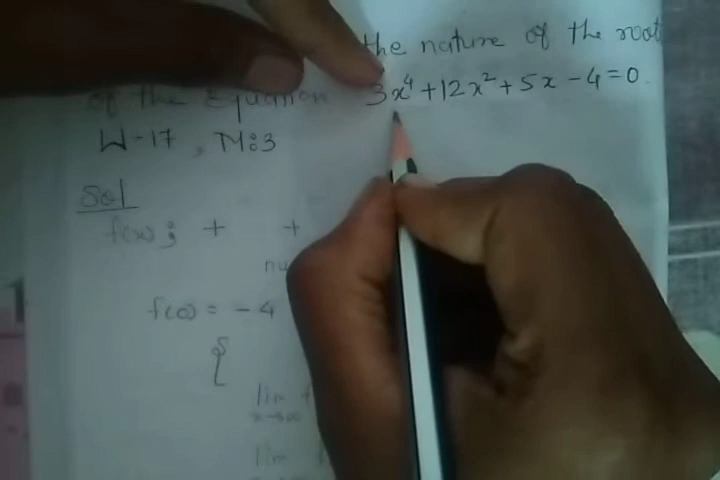 the nature of the root
of the Equation 3x⁴+12x²+5x-4=0.
W-17, M:3
Sol
f(x); + +
nu
f(0) = -4
{
lim f
x→∞
lim